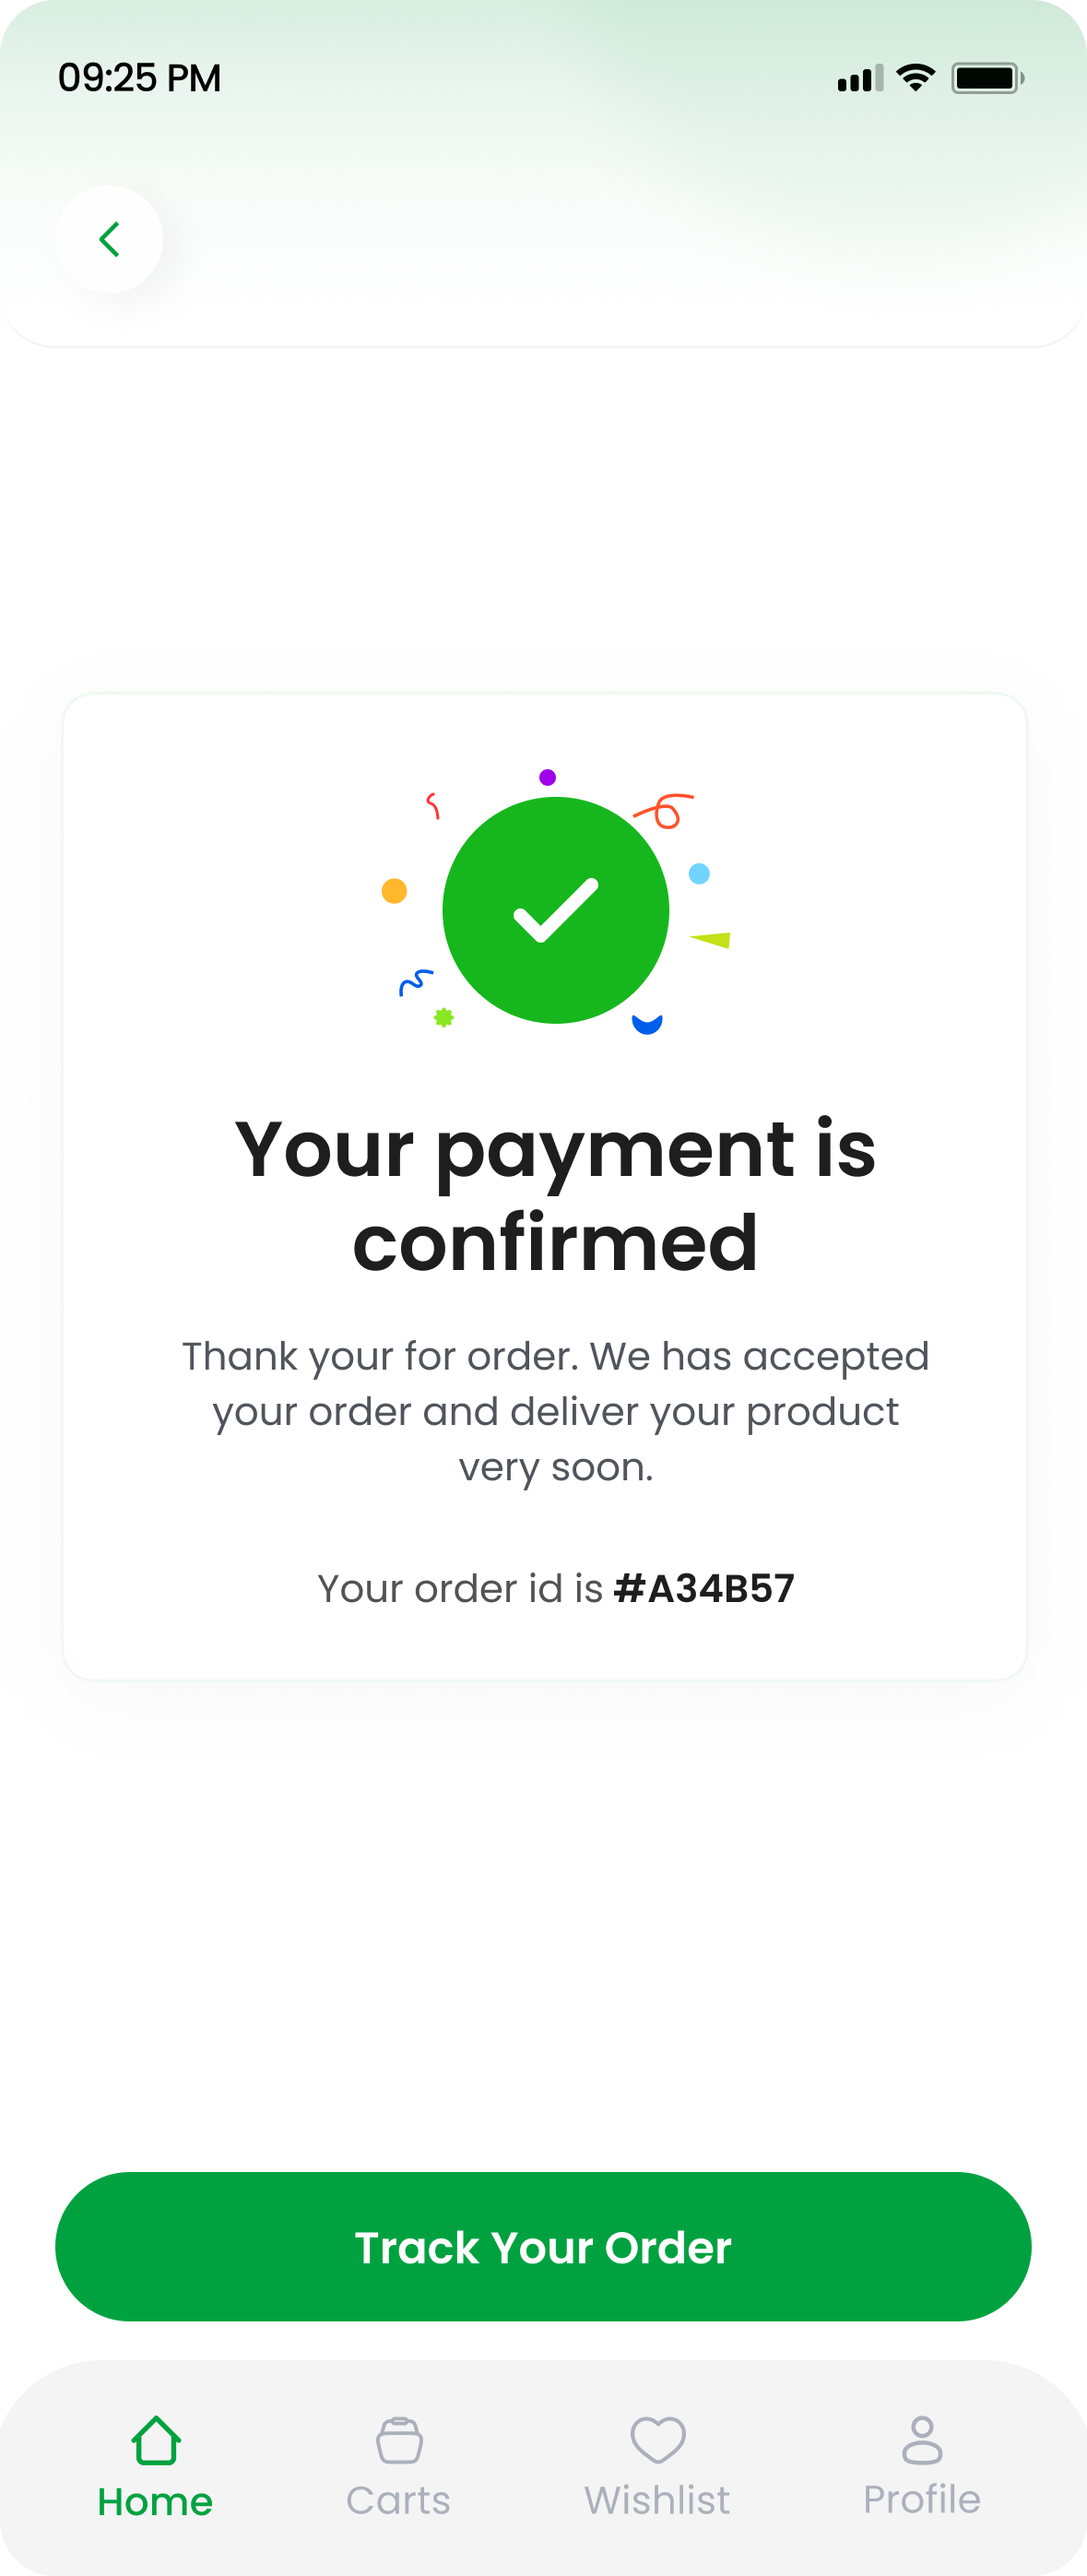 09:25 PM
Your payment is
confirmed
Thank your for order. We has accepted
your order and deliver your product
very soon.
Your order id is #A34B57
Track Your Order
Home
Carts
Wishlist
Profile